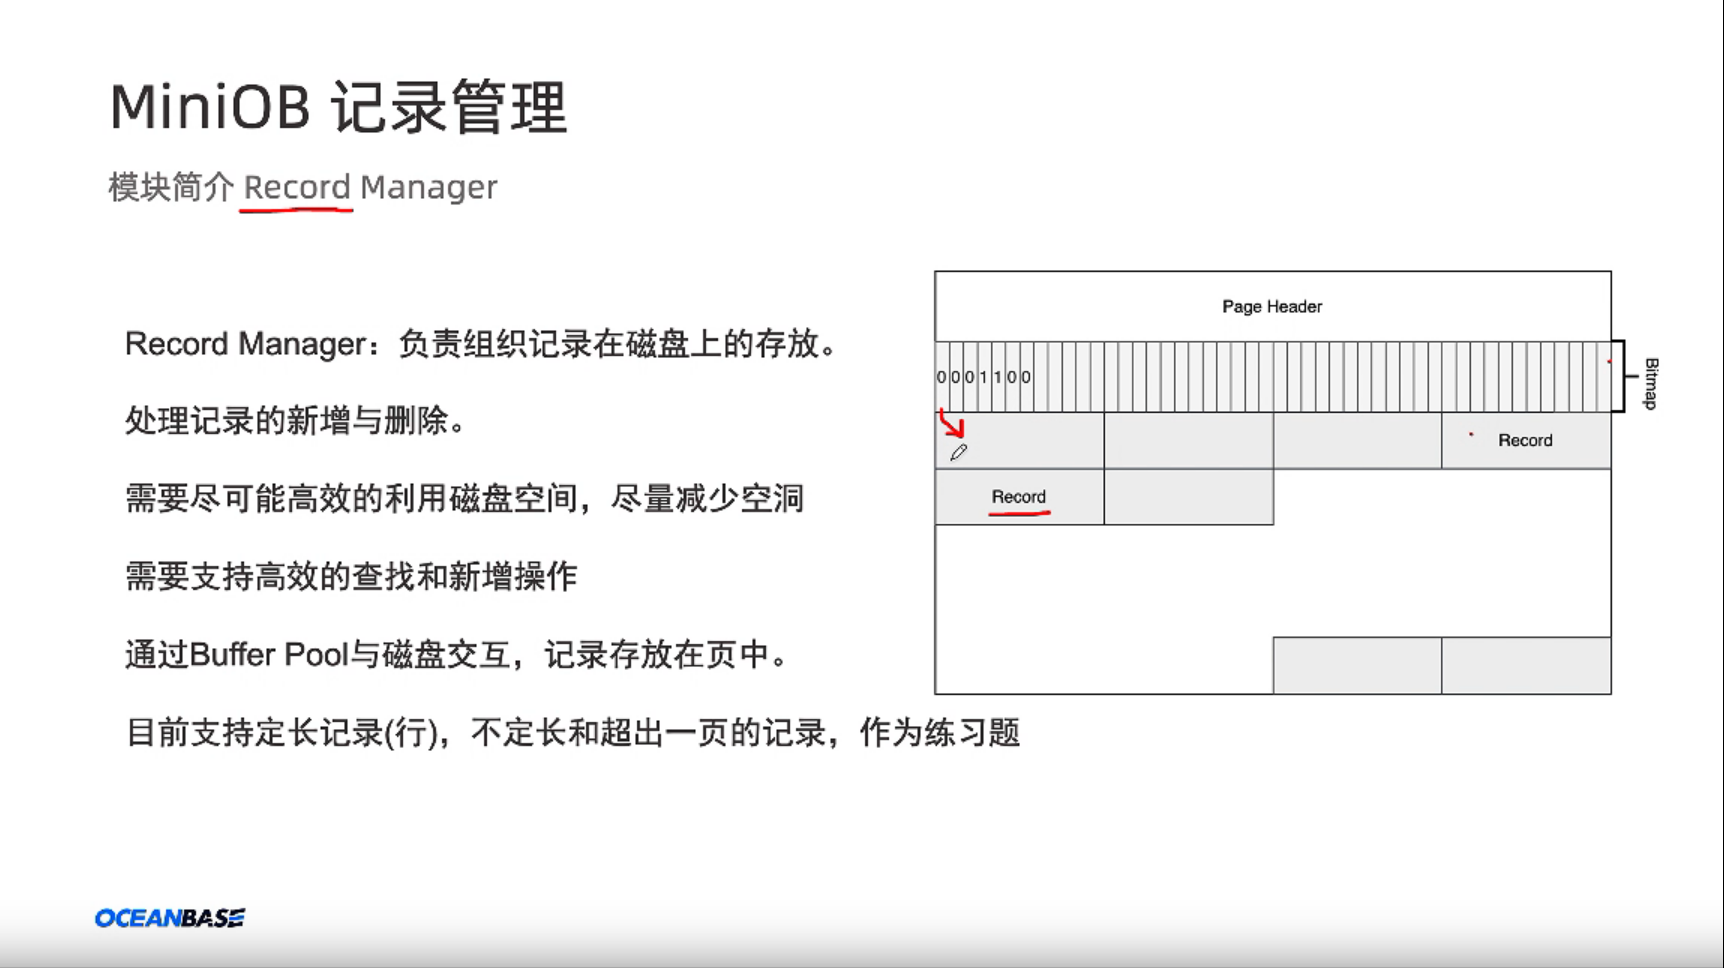 MiniOB 记录管理
模块简介 Record Manager
Record Manager：负责组织记录在磁盘上的存放。
处理记录的新增与删除。
需要尽可能高效的利用磁盘空间，尽量减少空洞
需要支持高效的查找和新增操作
通过Buffer Pool与磁盘交互，记录存放在页中。
目前支持定长记录(行)，不定长和超出一页的记录，作为练习题
Page Header
0 0 0 1 1 0 0
Bitmap
Record
Record
OCEANBASE